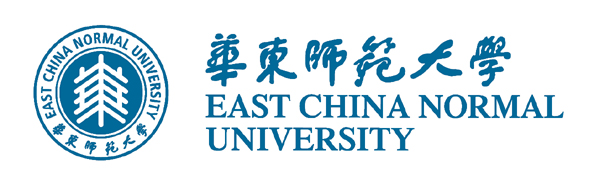 EAST CHINA NORMAL UNIVERSITY
華東師範大學
華東師範大學
EAST CHINA NORMAL
UNIVERSITY